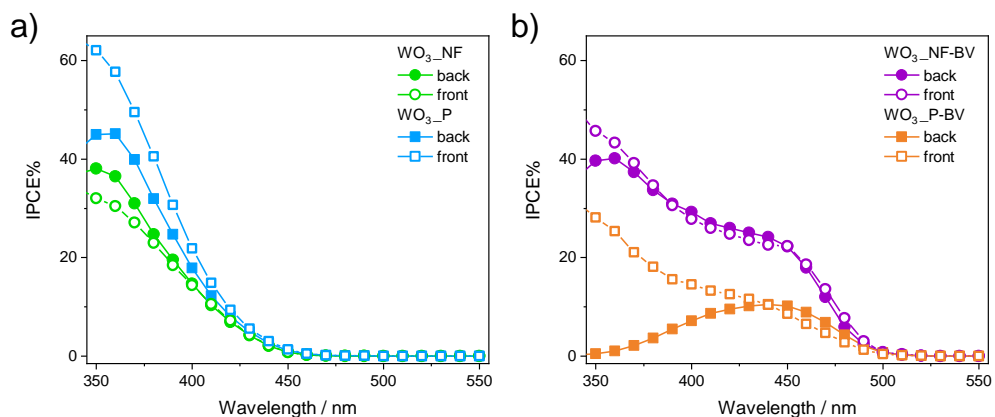 a)
60
40
20
0
IPCE%
350 400 450 500 550
Wavelength / nm
WO₃_NF
back
front
WO₃_P
back
front
b)
60
40
20
0
IPCE%
350 400 450 500 550
Wavelength / nm
WO₃_NF-BV
back
front
WO₃_P-BV
back
front